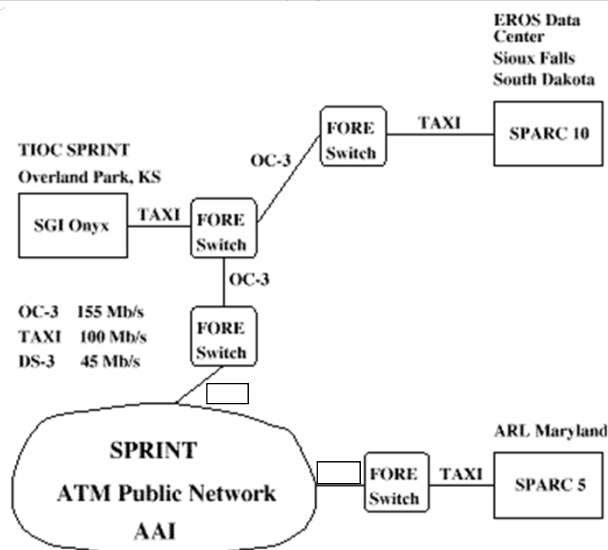 EROS Data
Center
Sioux Falls
South Dakota
FORE
Switch
TAXI
SPARC 10
OC-3
TIOC SPRINT
Overland Park, KS
SGI Onyx
TAXI
FORE
Switch
OC-3
OC-3 155 Mb/s
TAXI 100 Mb/s
DS-3 45 Mb/s
FORE
Switch
SPRINT
ATM Public Network
AAI
ARL Maryland
FORE
Switch
TAXI
SPARC 5